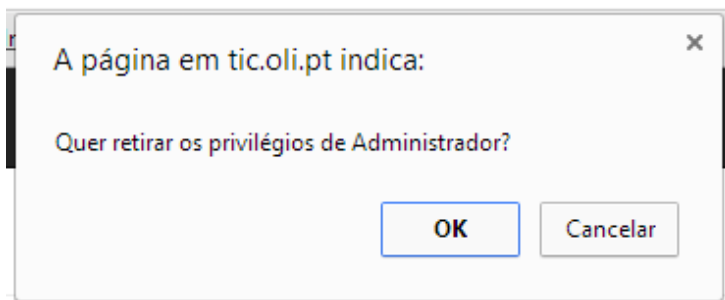 A página em tic.oli.pt indica:
Quer retirar os privilégios de Administrador?
OK
Cancelar